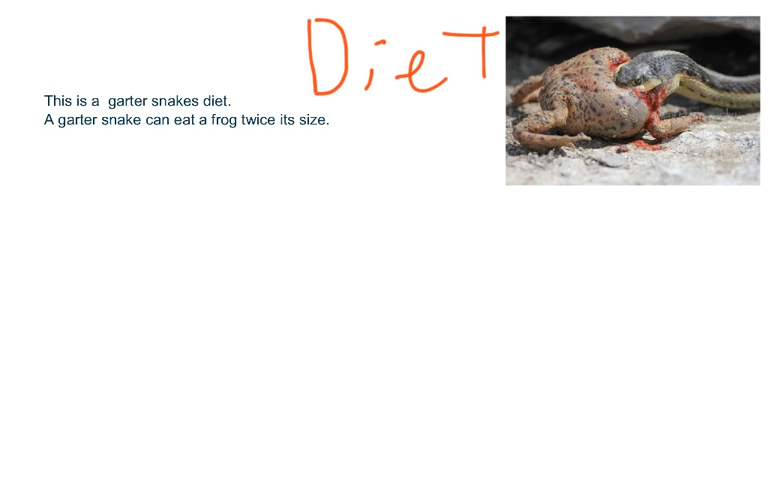 Diet
This is a  garter snakes diet.
A garter snake can eat a frog twice its size.